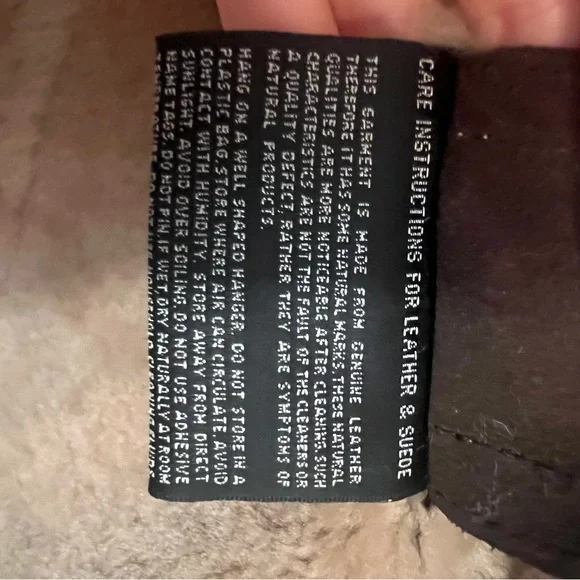 CARE INSTRUCTIONS FOR LEATHER & SUEDE
THIS GARMENT IS MADE FROM GENUINE LEATHER
THEREFORE IT HAS SOME NATURAL MARKS. THESE NATURAL
QUALITIES ARE MORE NOTICEABLE AFTER CLEANING. SUCH
CHARACTERISTICS ARE NOT THE FAULT OF THE CLEANERS OR
A QUALITY DEFECT, RATHER THEY ARE SYMPTOMS OF
NATURAL PRODUCTS.
HANG ON A WELL SHAPED HANGER. DO NOT STORE IN A
PLASTIC BAG. STORE WHERE AIR CAN CIRCULATE. AVOID
CONTACT WITH HUMIDITY. STORE AWAY FROM DIRECT
SUNLIGHT. AVOID OVER SOILING. DO NOT USE ADHESIVE
NAME TAGS. DO NOT PIN. IF WET, DRY NATURALLY AT ROOM